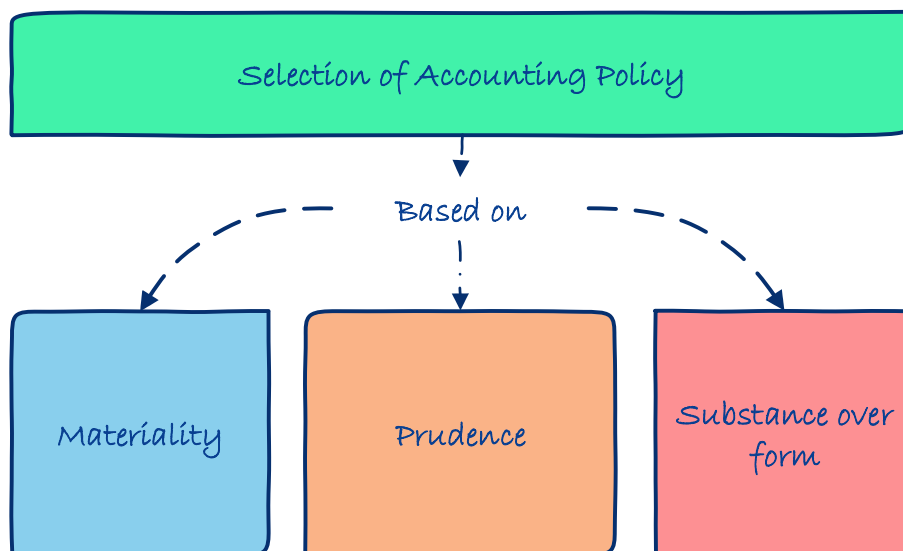 Selection of Accounting Policy
Based on
Materiality
Prudence
Substance over
form